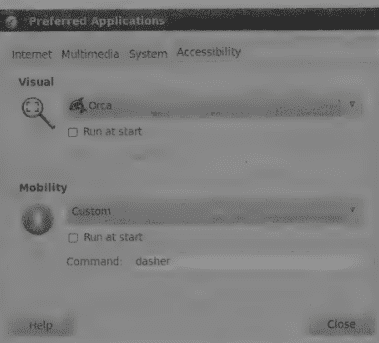 Preferred Applications
Internet Multimedia System Accessibility
Visual
Orca
Run at start
Mobility
Custom
Run at start
Command: dasher
Help Close